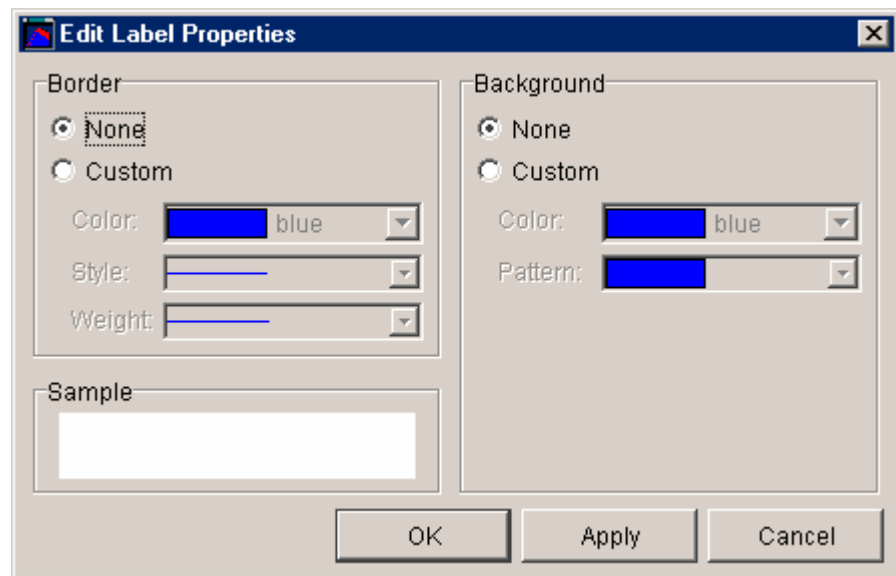 Edit Label Properties
Border
None
Custom
Color: blue
Style:
Weight:
Sample
Background
None
Custom
Color: blue
Pattern:
OK Apply Cancel